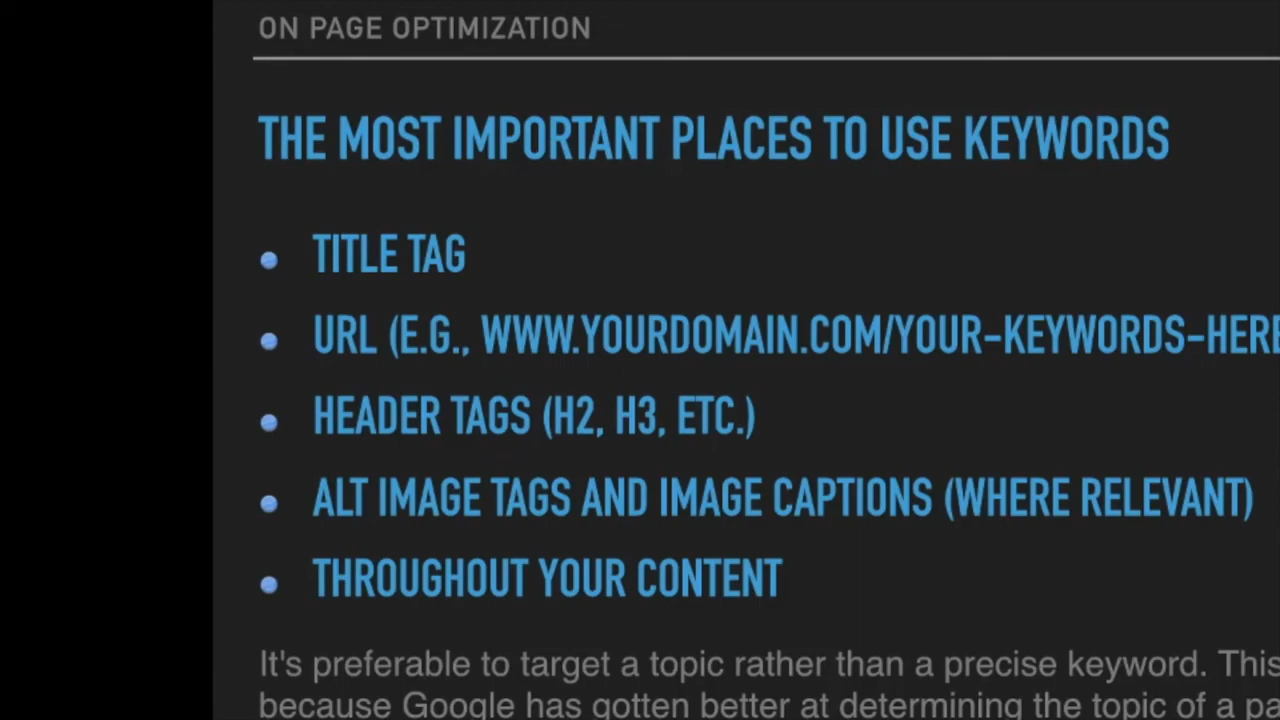 ON PAGE OPTIMIZATION
THE MOST IMPORTANT PLACES TO USE KEYWORDS
• TITLE TAG
• URL (E.G., WWW.YOURDOMAIN.COM/YOUR-KEYWORDS-HERE
• HEADER TAGS (H2, H3, ETC.)
• ALT IMAGE TAGS AND IMAGE CAPTIONS (WHERE RELEVANT)
• THROUGHOUT YOUR CONTENT
It's preferable to target a topic rather than a precise keyword. This
because Google has gotten better at determining the topic of a